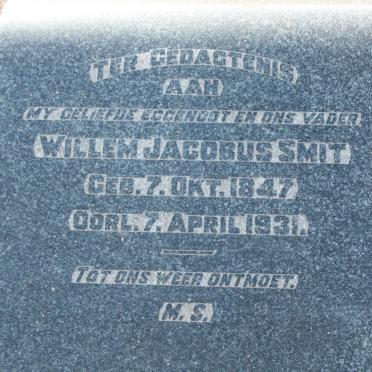 TER GEDAGTENIS
AAN
MY GELIEFDE EGGENOOT EN ONS VADER
WILLEM JACOBUS SMIT
GEB. 7. OKT. 1847
OORL. 7. APRIL 1931.
TOT ONS WEER ONTMOET.
M. S.